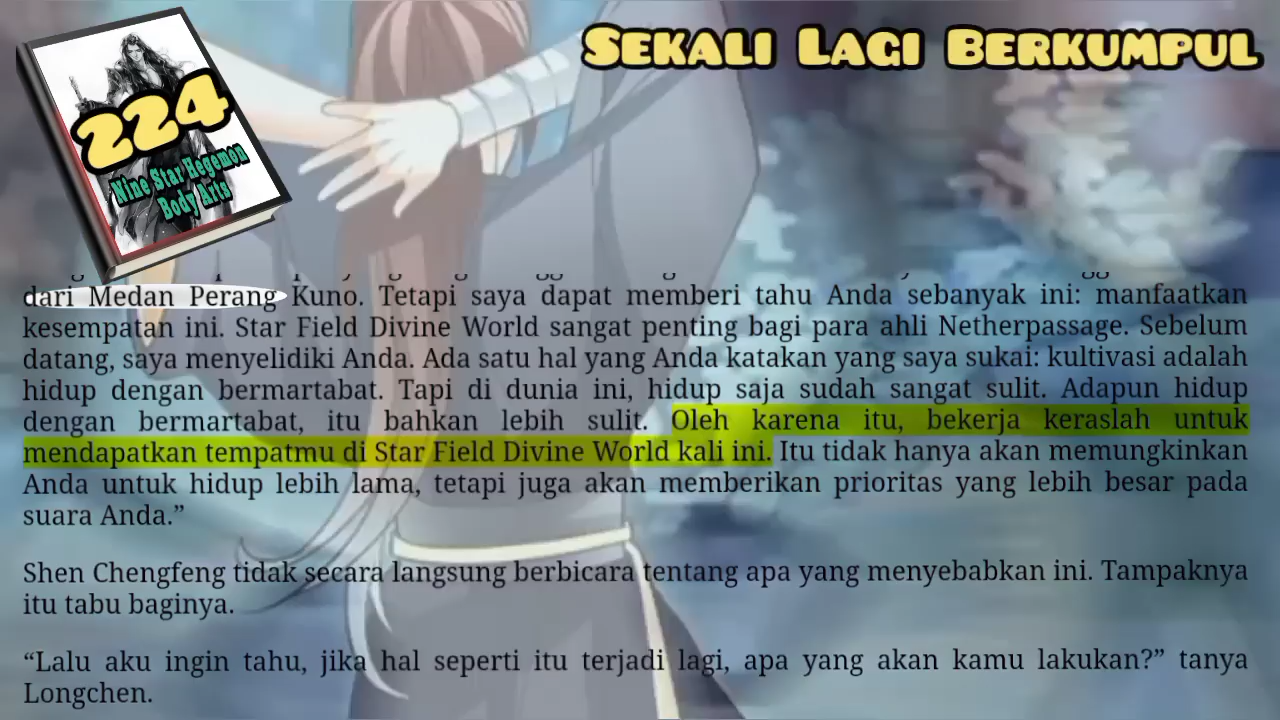 SEKALI LAGI BERKUMPUL
224
Nine Star Hegemon
Body Arts
dari Medan Perang Kuno. Tetapi saya dapat memberi tahu Anda sebanyak ini: manfaatkan
kesempatan ini. Star Field Divine World sangat penting bagi para ahli Netherpassage. Sebelum
datang, saya menyelidiki Anda. Ada satu hal yang Anda katakan yang saya sukai: kultivasi adalah
hidup dengan bermartabat. Tapi di dunia ini, hidup saja sudah sangat sulit. Adapun hidup
dengan bermartabat, itu bahkan lebih sulit. Oleh karena itu, bekerja keraslah untuk
mendapatkan tempatmu di Star Field Divine World kali ini. Itu tidak hanya akan memungkinkan
Anda untuk hidup lebih lama, tetapi juga akan memberikan prioritas yang lebih besar pada
suara Anda.”
Shen Chengfeng tidak secara langsung berbicara tentang apa yang menyebabkan ini. Tampaknya
itu tabu baginya.
“Lalu aku ingin tahu, jika hal seperti itu terjadi lagi, apa yang akan kamu lakukan?” tanya
Longchen.